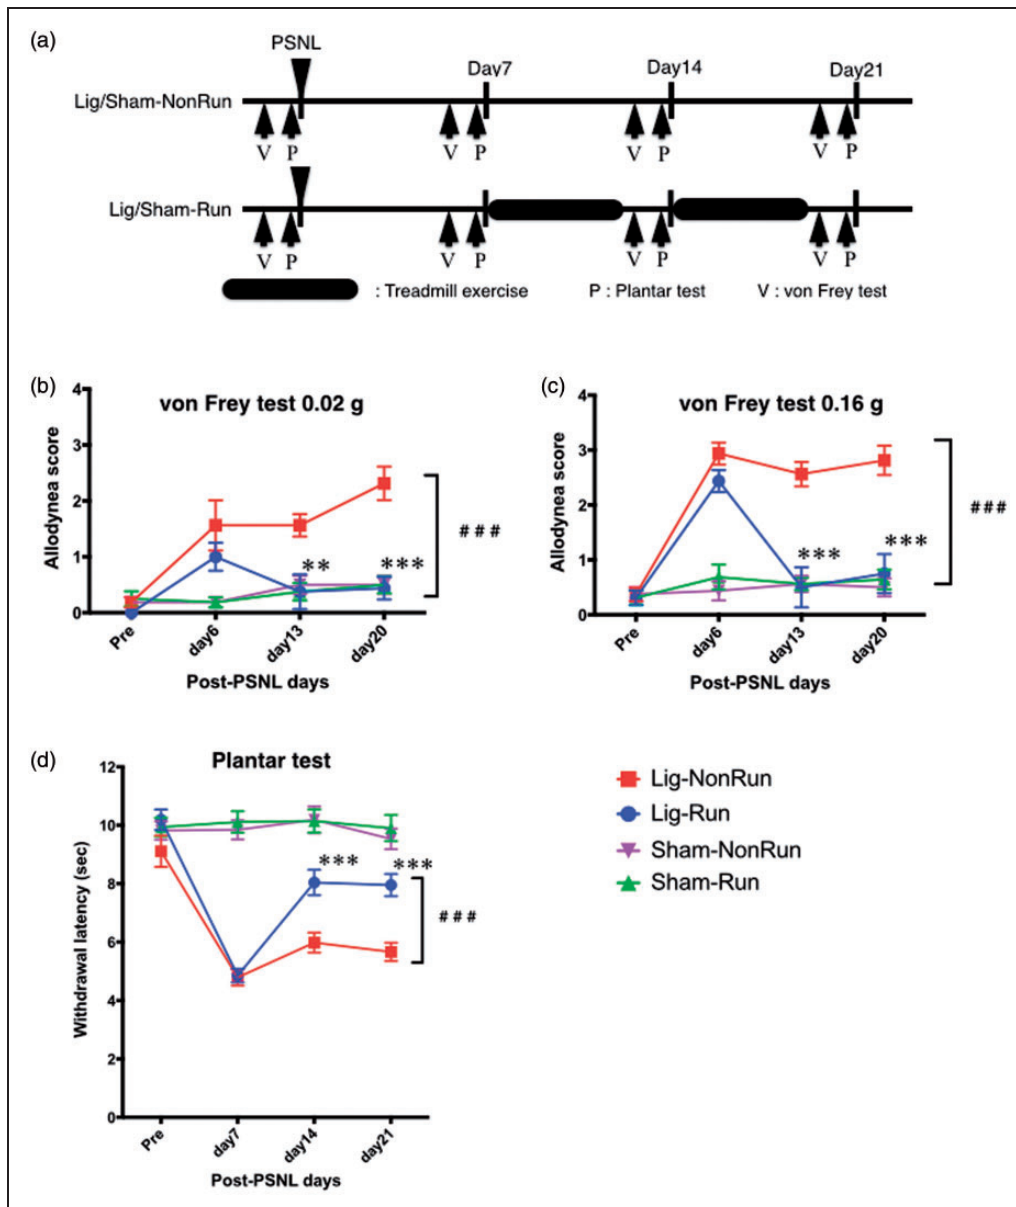 (a)
PSNL
Day7
Day14
Day21
Lig/Sham-NonRun
V P V P V P V P
Lig/Sham-Run
V P V P V P V P
: Treadmill exercise P : Plantar test V : von Frey test
(b)
von Frey test 0.02 g
Allodynea score
4
3
2
1
0
###
** ***
Pre day6 day13 day20
Post-PSNL days
(c)
von Frey test 0.16 g
Allodynea score
4
3
2
1
0
###
*** ***
Pre day6 day13 day20
Post-PSNL days
(d)
Plantar test
Withdrawal latency (sec)
12
10
8
6
4
2
0
*** ***
###
Pre day7 day14 day21
Post-PSNL days
Lig-NonRun
Lig-Run
Sham-NonRun
Sham-Run